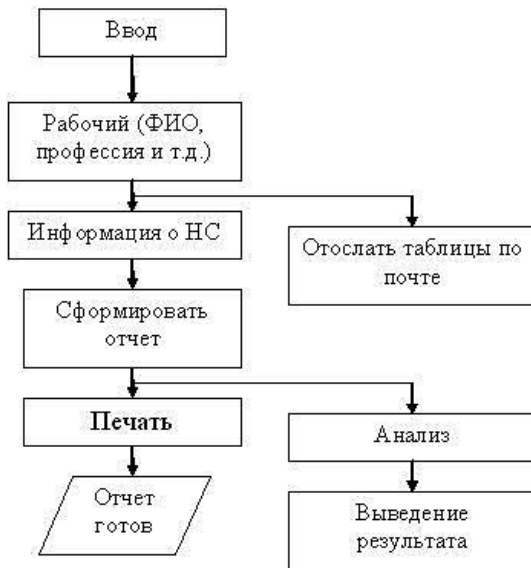 Ввод
Рабочий (ФИО,
профессия и т.д.)
Информация о НС
Отослать таблицы по
почте
Сформировать
отчет
Печать
Анализ
Отчет
готов
Выведение
результата